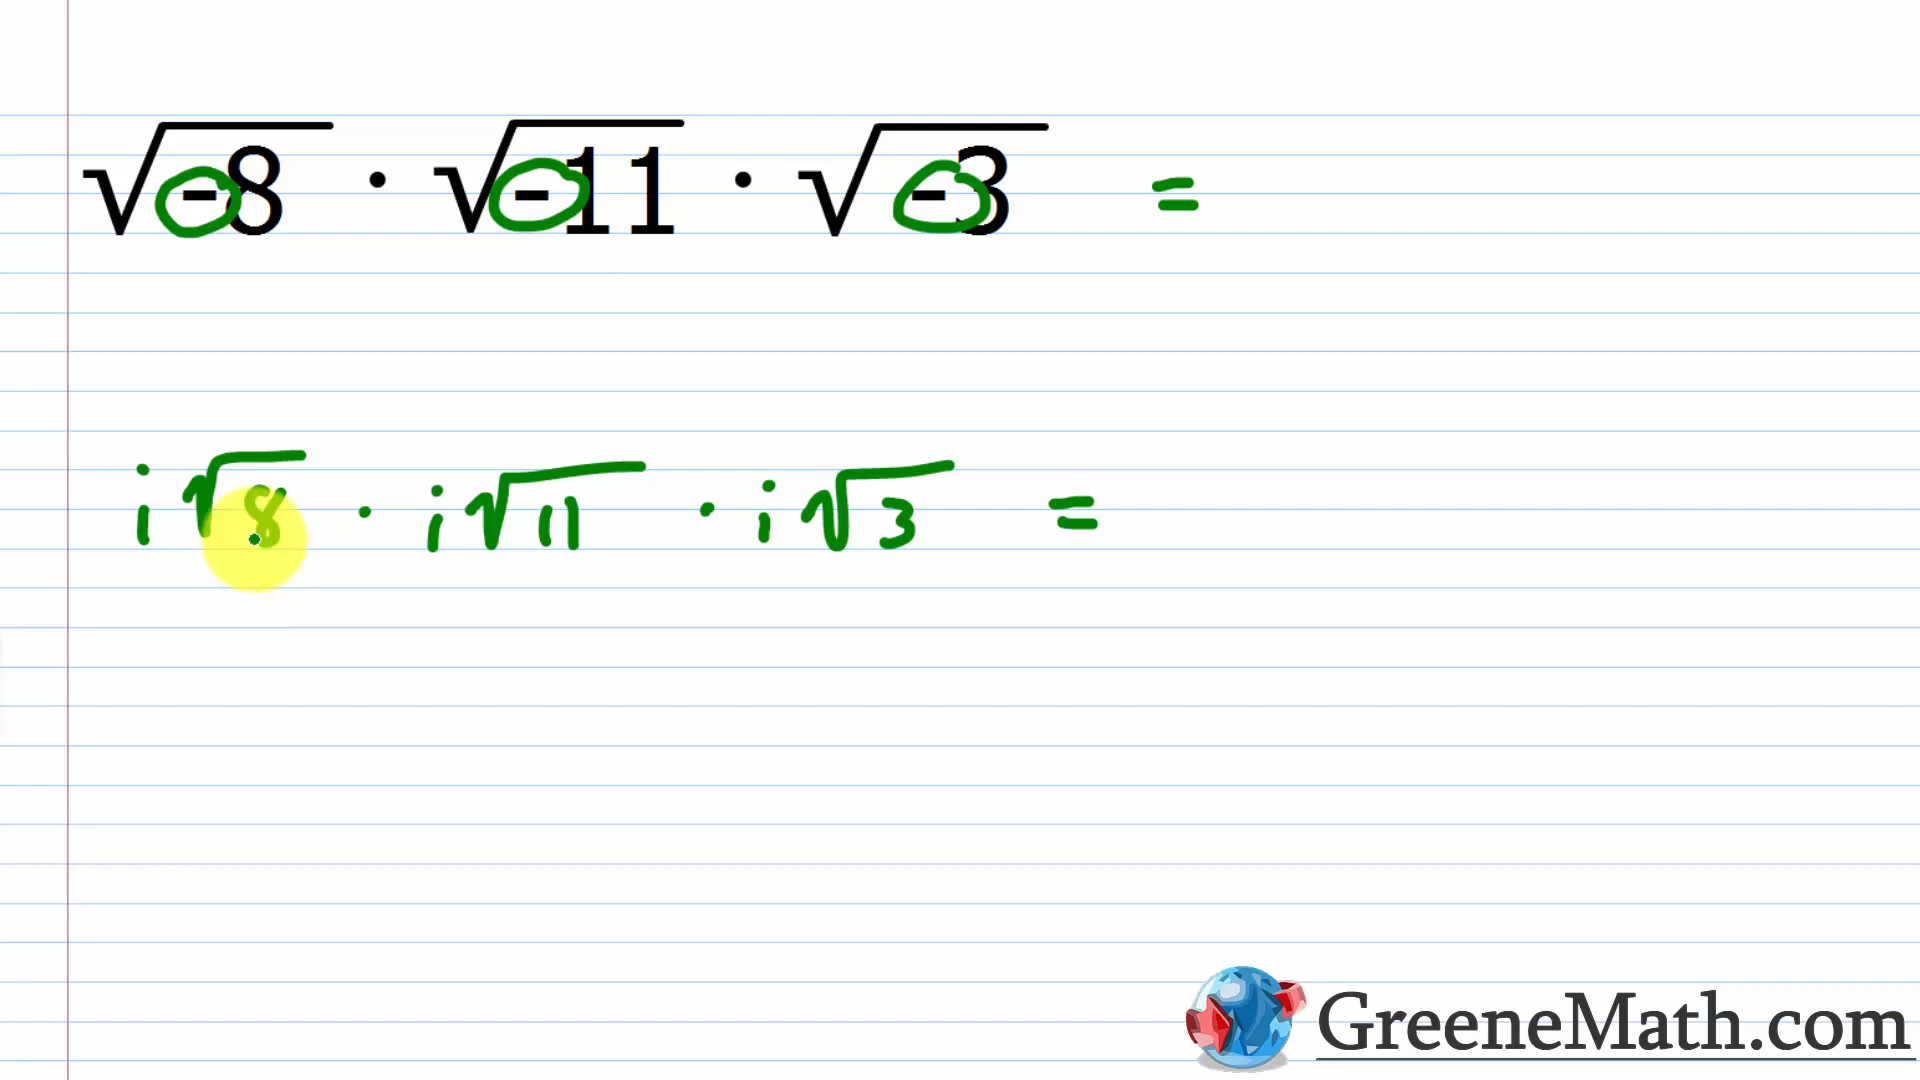 √-8 · √-11 · √-3 =
i√8 · i√11 · i√3 =
GreeneMath.com